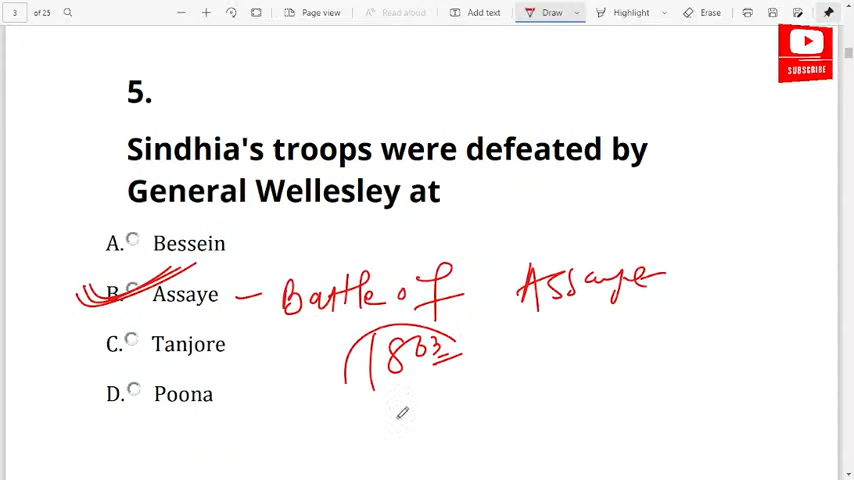 3 of 25 Page view Read aloud Add text Draw Highlight Erase
SUBSCRIBE
5.
Sindhia's troops were defeated by
General Wellesley at
A. Bessein
B. Assaye - Battle of Assaye
1803
C. Tanjore
D. Poona